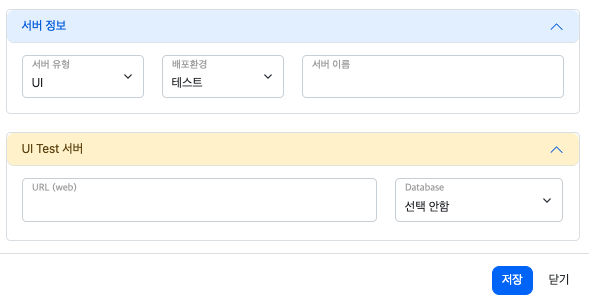 서버 정보
서버 유형
UI
배포환경
테스트
서버 이름
UI Test 서버
URL (web)
Database
선택 안함
저장
닫기